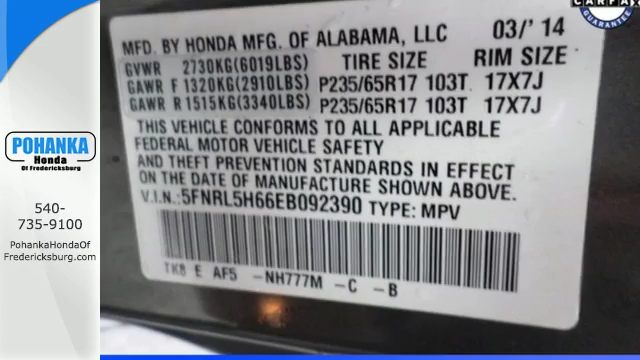 MFD. BY HONDA MFG. OF ALABAMA, LLC 03/' 14
GVWR 2730KG(6019LBS) TIRE SIZE RIM SIZE
GAWR F 1320KG(2910LBS) P235/65R17 103T 17X7J
GAWR R 1515KG(3340LBS) P235/65R17 103T 17X7J
THIS VEHICLE CONFORMS TO ALL APPLICABLE
FEDERAL MOTOR VEHICLE SAFETY
AND THEFT PREVENTION STANDARDS IN EFFECT
ON THE DATE OF MANUFACTURE SHOWN ABOVE.
V.I.N.:5FNRL5H66EB092390 TYPE: MPV
TK8 E AF5 -NH777M -C -B
POHANKA
Honda
Of Fredericksburg
540-
735-9100
PohankaHondaOf
Fredericksburg.com
CARFAX
GUARANTEE